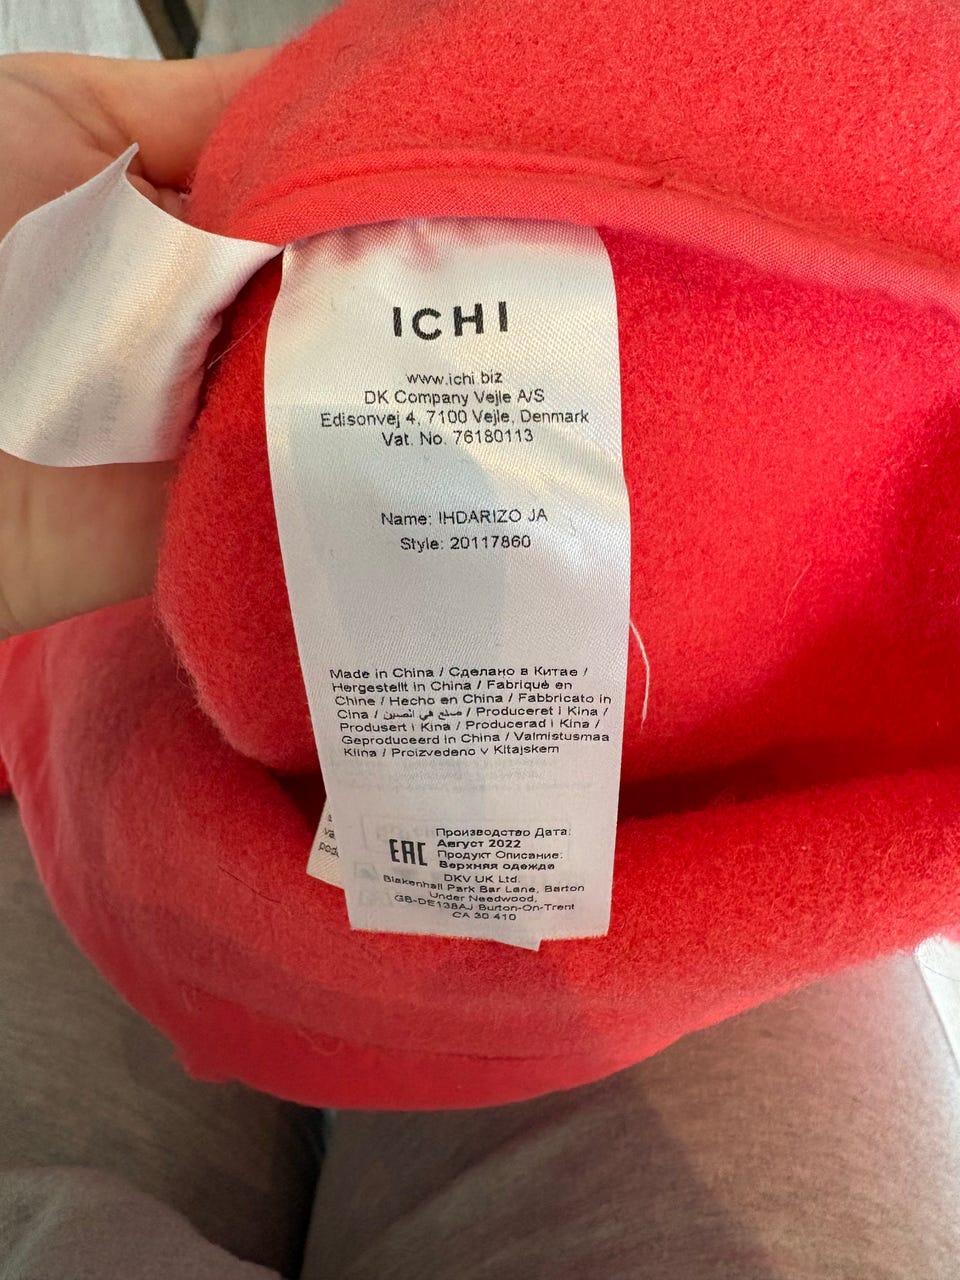 ICHI
www.ichi.biz
DK Company Vejle A/S
Edisonvej 4, 7100 Vejle, Denmark
Vat. No. 76180113
Name: IHDARIZO JA
Style: 20117860
Made in China / Сделано в Китае /
Hergestellt in China / Fabriqué en
Chine / Hecho en China / Fabbricato in
Cina / صنع في الصين / Produceret i Kina /
Produsert i Kina / Producerad i Kina /
Geproduceerd in China / Valmistusmaa
Kiina / Proizvedeno v Kitajskem
EAC
Производство Дата:
Август 2022
Продукт Описание:
Верхняя одежда
DKV UK Ltd.
Blakenhall Park Bar Lane, Barton
Under Needwood,
GB-DE138AJ Burton-On-Trent
CA 30 410